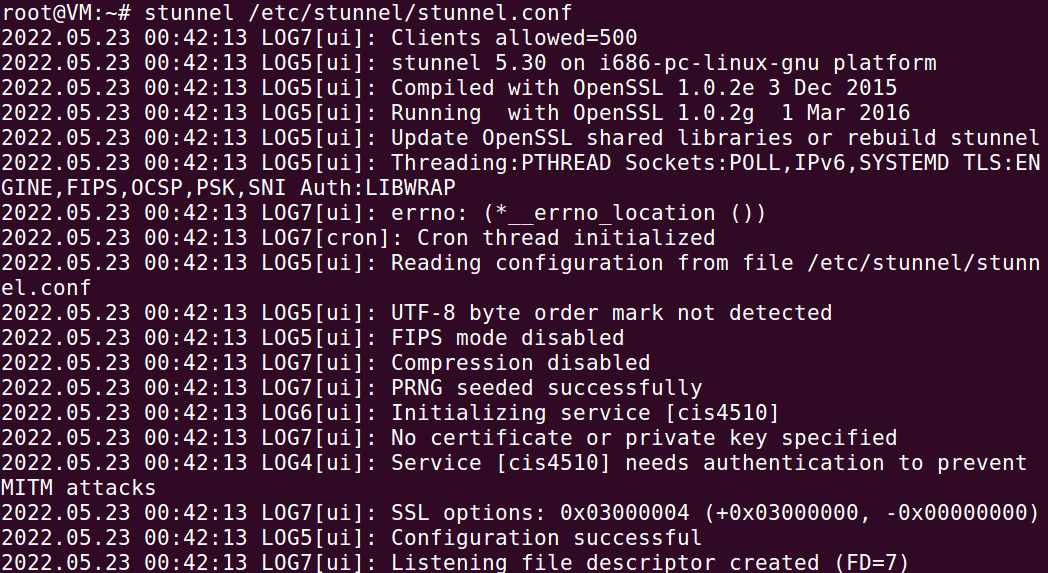 root@VM:~# stunnel /etc/stunnel/stunnel.conf
2022.05.23 00:42:13 LOG7[ui]: Clients allowed=500
2022.05.23 00:42:13 LOG5[ui]: stunnel 5.30 on i686-pc-linux-gnu platform
2022.05.23 00:42:13 LOG5[ui]: Compiled with OpenSSL 1.0.2e 3 Dec 2015
2022.05.23 00:42:13 LOG5[ui]: Running  with OpenSSL 1.0.2g  1 Mar 2016
2022.05.23 00:42:13 LOG5[ui]: Update OpenSSL shared libraries or rebuild stunnel
2022.05.23 00:42:13 LOG5[ui]: Threading:PTHREAD Sockets:POLL,IPv6,SYSTEMD TLS:EN
GINE,FIPS,OCSP,PSK,SNI Auth:LIBWRAP
2022.05.23 00:42:13 LOG7[ui]: errno: (*__errno_location ())
2022.05.23 00:42:13 LOG7[cron]: Cron thread initialized
2022.05.23 00:42:13 LOG5[ui]: Reading configuration from file /etc/stunnel/stunn
el.conf
2022.05.23 00:42:13 LOG5[ui]: UTF-8 byte order mark not detected
2022.05.23 00:42:13 LOG5[ui]: FIPS mode disabled
2022.05.23 00:42:13 LOG7[ui]: Compression disabled
2022.05.23 00:42:13 LOG7[ui]: PRNG seeded successfully
2022.05.23 00:42:13 LOG6[ui]: Initializing service [cis4510]
2022.05.23 00:42:13 LOG7[ui]: No certificate or private key specified
2022.05.23 00:42:13 LOG4[ui]: Service [cis4510] needs authentication to prevent
MITM attacks
2022.05.23 00:42:13 LOG7[ui]: SSL options: 0x03000004 (+0x03000000, -0x00000000)
2022.05.23 00:42:13 LOG5[ui]: Configuration successful
2022.05.23 00:42:13 LOG7[ui]: Listening file descriptor created (FD=7)